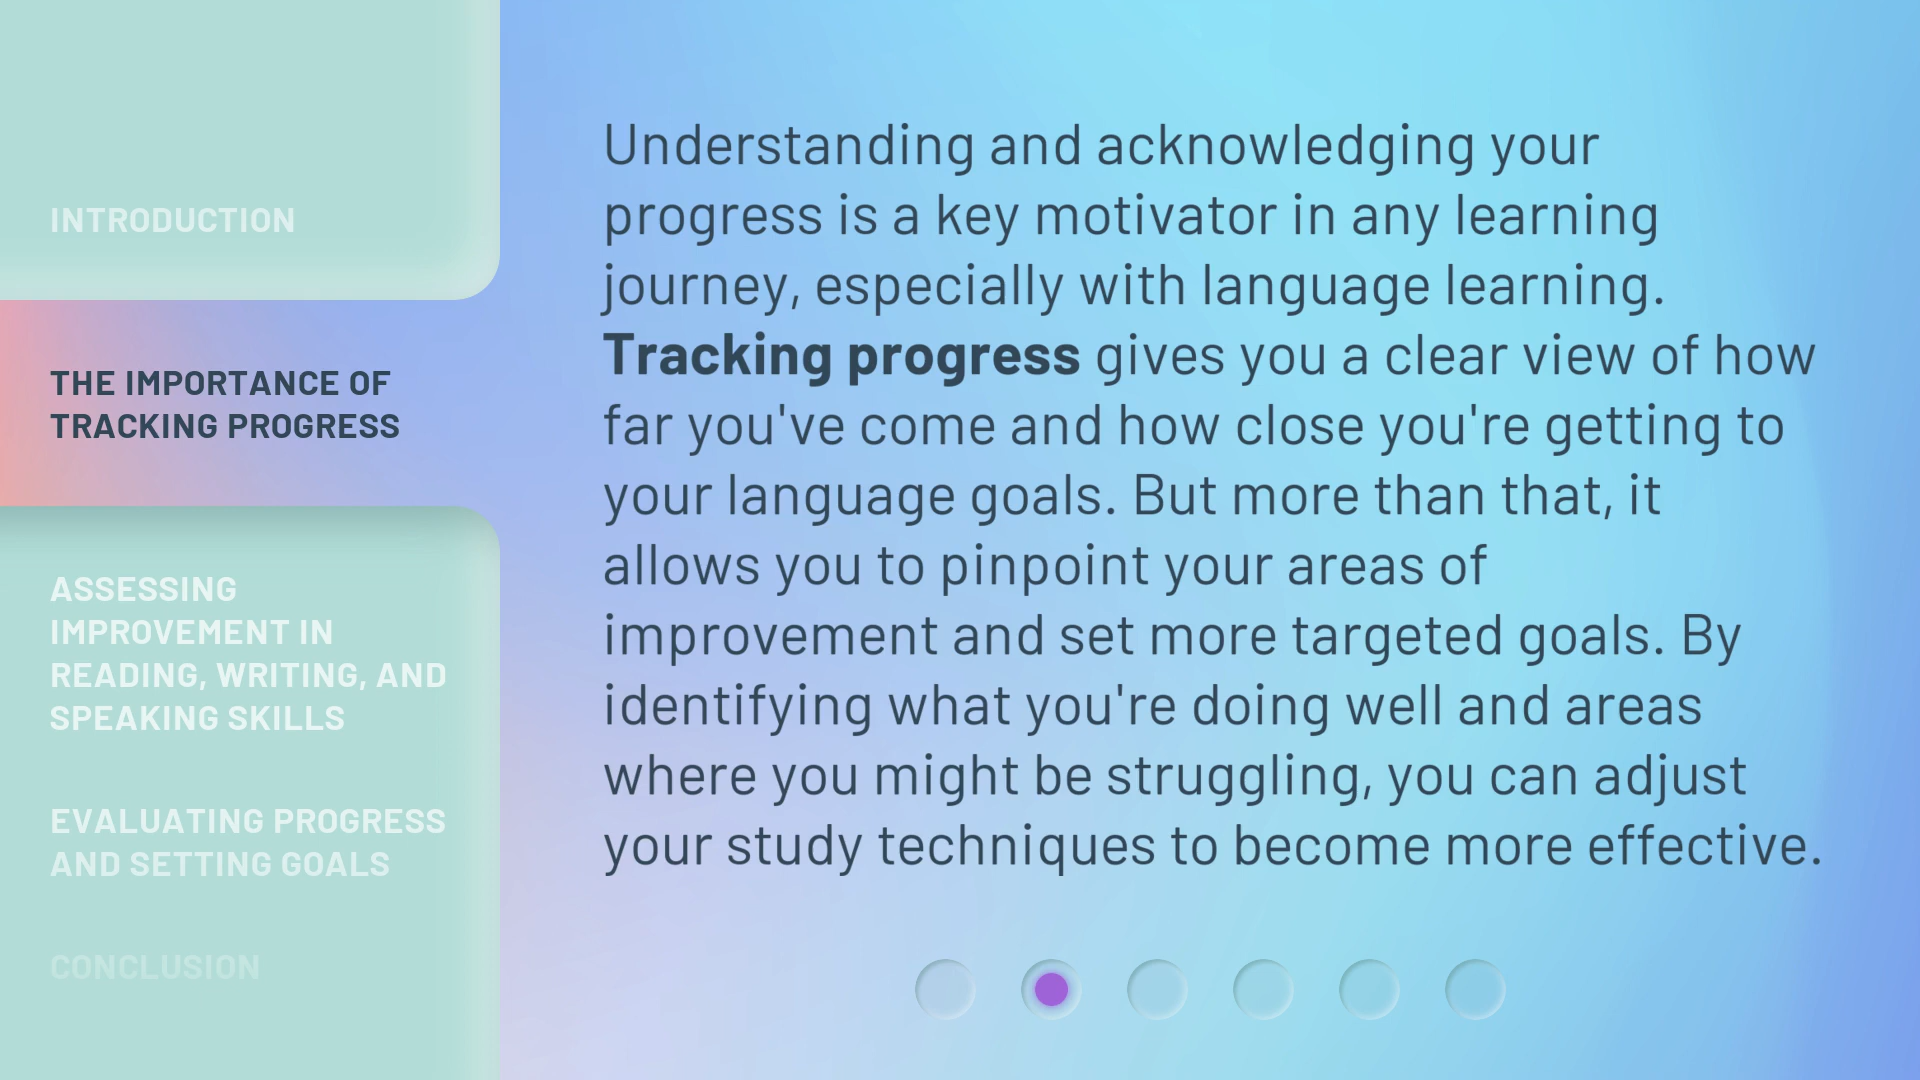 INTRODUCTION
THE IMPORTANCE OF
TRACKING PROGRESS
ASSESSING
IMPROVEMENT IN
READING, WRITING, AND
SPEAKING SKILLS
EVALUATING PROGRESS
AND SETTING GOALS
CONCLUSION
Understanding and acknowledging your
progress is a key motivator in any learning
journey, especially with language learning.
Tracking progress gives you a clear view of how
far you've come and how close you're getting to
your language goals. But more than that, it
allows you to pinpoint your areas of
improvement and set more targeted goals. By
identifying what you're doing well and areas
where you might be struggling, you can adjust
your study techniques to become more effective.